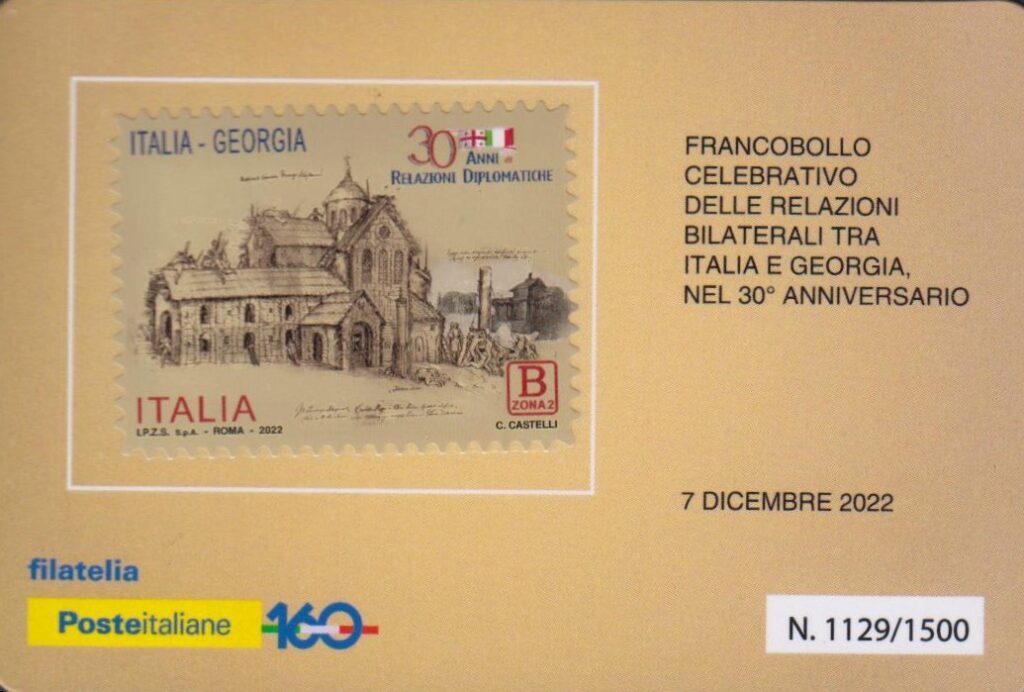 ITALIA - GEORGIA
30
ANNI di
RELAZIONI DIPLOMATICHE
ITALIA
I.P.Z.S. S.p.A. - ROMA - 2022
B
ZONA 2
C. CASTELLI
FRANCOBOLLO
CELEBRATIVO
DELLE RELAZIONI
BILATERALI TRA
ITALIA E GEORGIA,
NEL 30° ANNIVERSARIO
7 DICEMBRE 2022
filatelia
Posteitaliane 160
N. 1129/1500